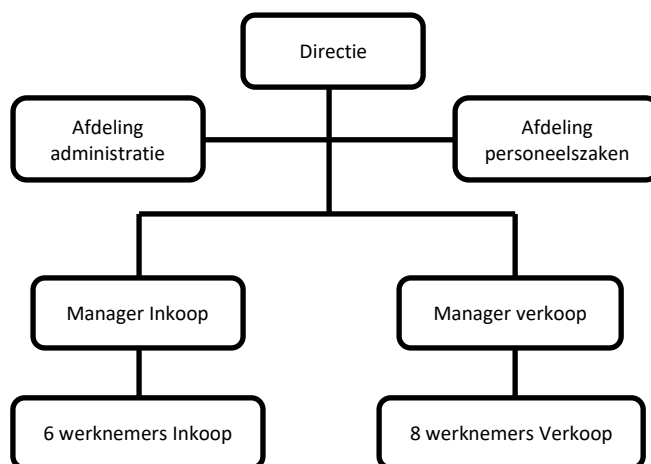 Directie
Afdeling
administratie
Afdeling
personeelszaken
Manager Inkoop
Manager verkoop
6 werknemers Inkoop
8 werknemers Verkoop